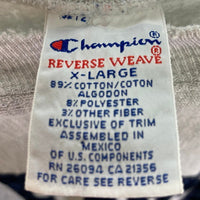 Champion
REVERSE WEAVE
X-LARGE
89% COTTON/COTTON
ALGODON
8% POLYESTER
3% OTHER FIBER
EXCLUSIVE OF TRIM
ASSEMBLED IN
MEXICO
OF U.S. COMPONENTS
RN 26094 CA 21356
FOR CARE SEE REVERSE